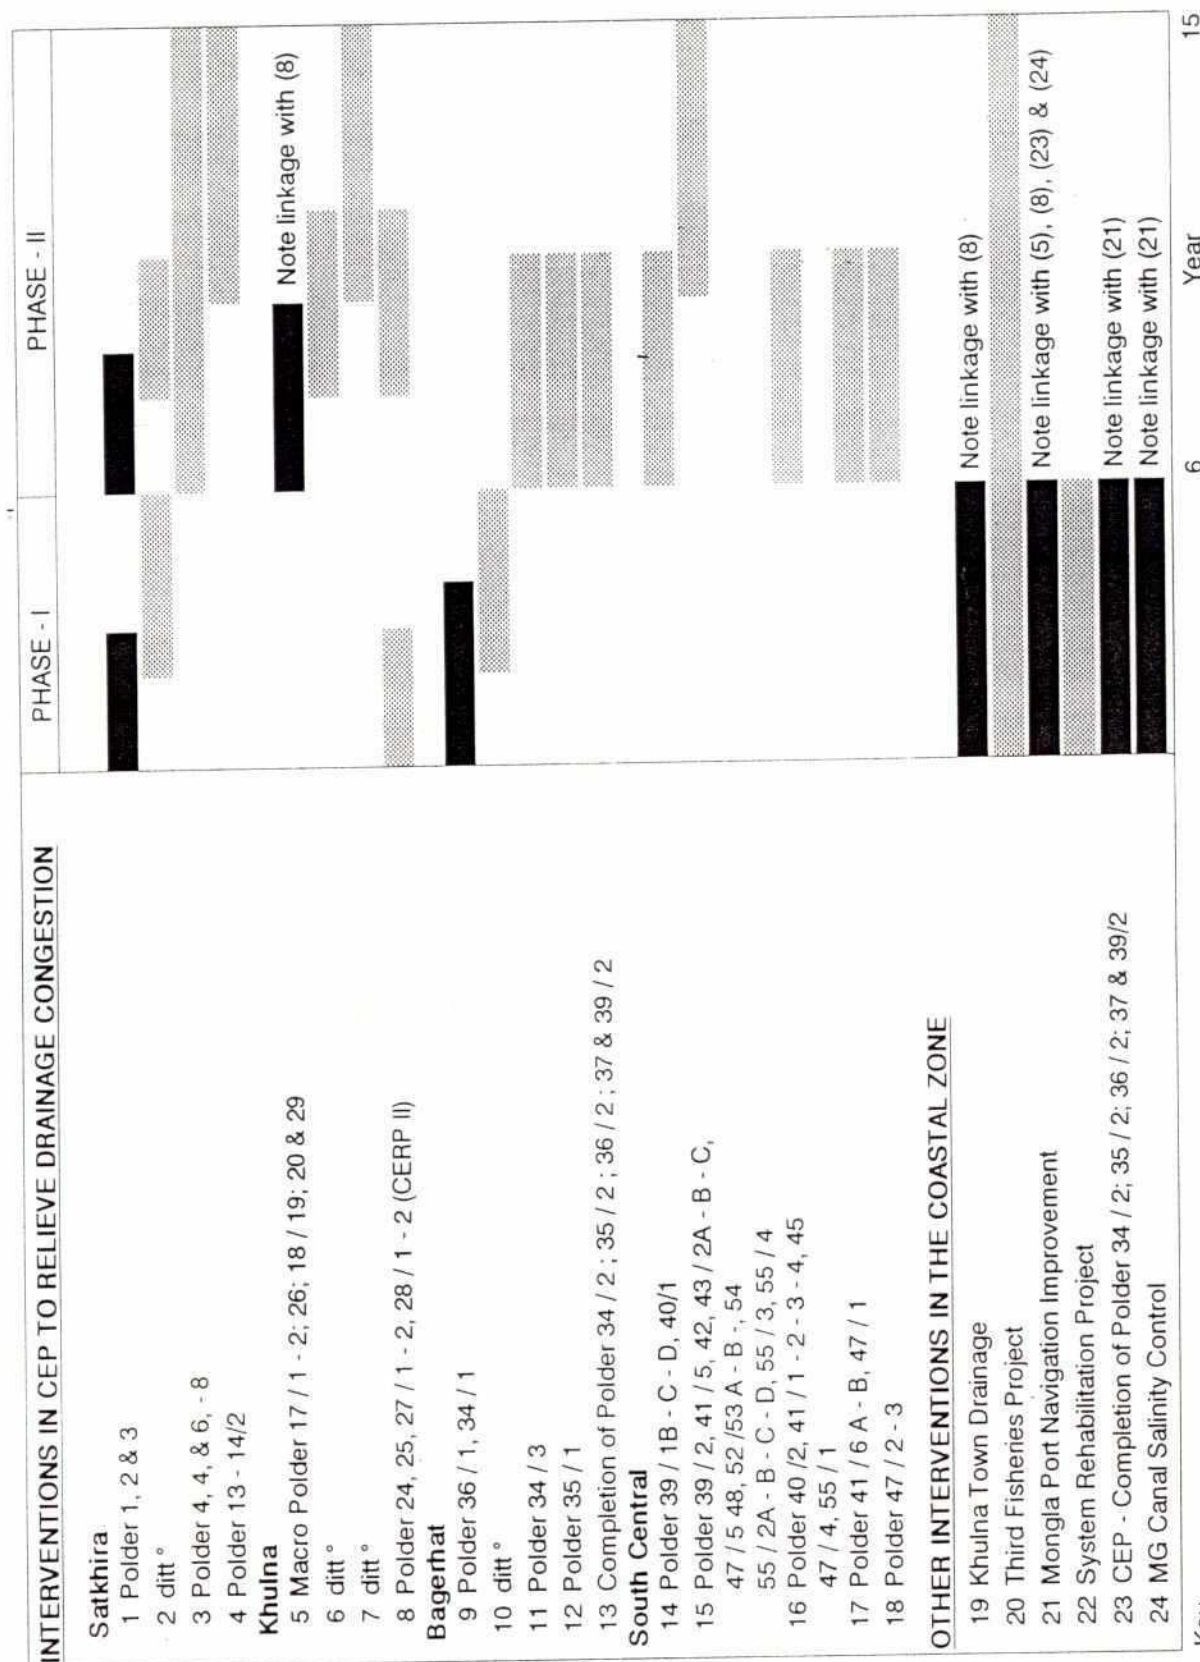 INTERVENTIONS IN CEP TO RELIEVE DRAINAGE CONGESTION
PHASE - I
PHASE - II
Satkhira
1 Polder 1, 2 & 3
2 ditt°
3 Polder 4, 4, & 6, - 8
4 Polder 13 - 14/2
Khulna
5 Macro Polder 17 / 1 - 2; 26; 18 / 19; 20 & 29
Note linkage with (8)
6 ditt°
7 ditt°
8 Polder 24, 25, 27 / 1 - 2, 28 / 1 - 2 (CERP II)
Bagerhat
9 Polder 36 / 1, 34 / 1
10 ditt°
11 Polder 34 / 3
12 Polder 35 / 1
13 Completion of Polder 34 / 2 ; 35 / 2 ; 36 / 2 ; 37 & 39 / 2
South Central
14 Polder 39 / 1B - C - D, 40/1
15 Polder 39 / 2, 41 / 5, 42, 43 / 2A - B - C,
47 / 5 48, 52 /53 A - B -, 54
55 / 2A - B - C - D, 55 / 3, 55 / 4
16 Polder 40 /2, 41 / 1 - 2 - 3 - 4, 45
47 / 4, 55 / 1
17 Polder 41 / 6 A - B, 47 / 1
18 Polder 47 / 2 - 3
OTHER INTERVENTIONS IN THE COASTAL ZONE
19 Khulna Town Drainage
Note linkage with (8)
20 Third Fisheries Project
21 Mongla Port Navigation Improvement
Note linkage with (5), (8), (23) & (24)
22 System Rehabilitation Project
23 CEP - Completion of Polder 34 / 2; 35 / 2; 36 / 2; 37 & 39/2
Note linkage with (21)
24 MG Canal Salinity Control
Note linkage with (21)
6
Year
15